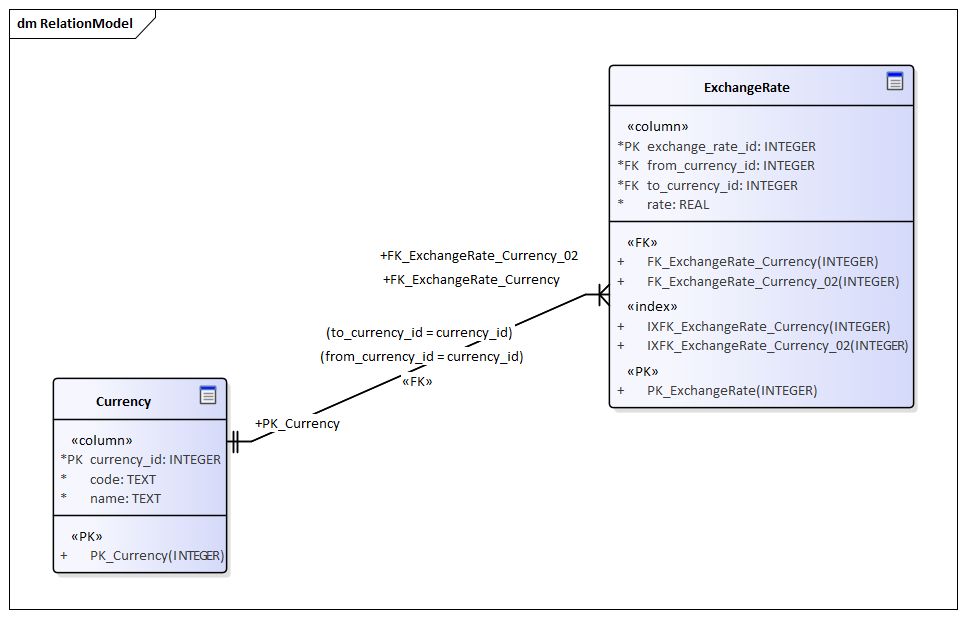 dm RelationModel
ExchangeRate
«column»
*PK exchange_rate_id: INTEGER
*FK from_currency_id: INTEGER
*FK to_currency_id: INTEGER
* rate: REAL
«FK»
+ FK_ExchangeRate_Currency(INTEGER)
+ FK_ExchangeRate_Currency_02(INTEGER)
«index»
+ IXFK_ExchangeRate_Currency(INTEGER)
+ IXFK_ExchangeRate_Currency_02(INTEGER)
«PK»
+ PK_ExchangeRate(INTEGER)
+FK_ExchangeRate_Currency_02
+FK_ExchangeRate_Currency
(to_currency_id = currency_id)
(from_currency_id = currency_id)
«FK»
+PK_Currency
Currency
«column»
*PK currency_id: INTEGER
* code: TEXT
* name: TEXT
«PK»
+ PK_Currency(INTEGER)